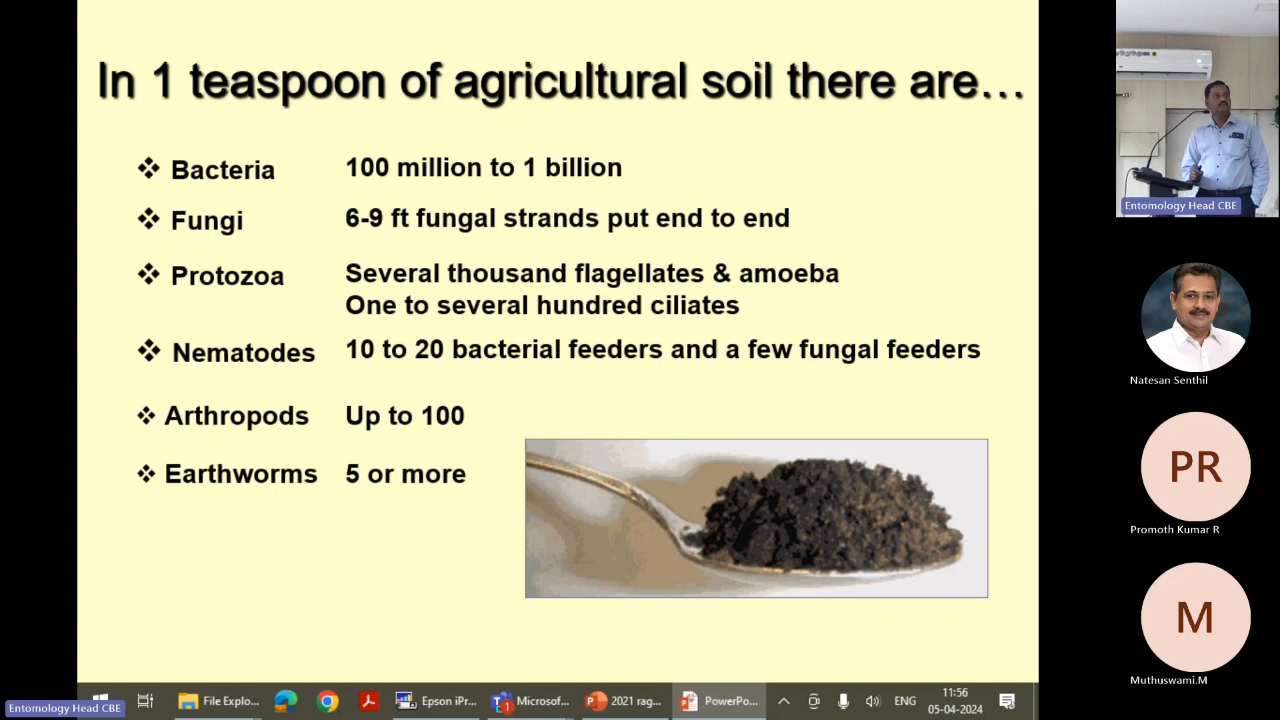 In 1 teaspoon of agricultural soil there are…
❖ Bacteria 100 million to 1 billion
❖ Fungi 6-9 ft fungal strands put end to end
❖ Protozoa Several thousand flagellates & amoeba
One to several hundred ciliates
❖ Nematodes 10 to 20 bacterial feeders and a few fungal feeders
❖ Arthropods Up to 100
❖ Earthworms 5 or more
Entomology Head CBE
Natesan Senthil
PR
Promoth Kumar R
M
Muthuswami.M
Entomology Head CBE
File Explo... Epson iPr... Microsof... 2021 rag... PowerPo... ENG 11:56
05-04-2024